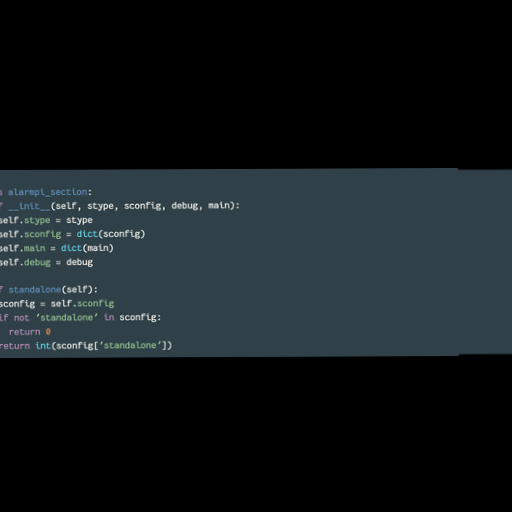 s alarmpi_section:
f __init__(self, stype, sconfig, debug, main):
self.stype = stype
self.sconfig = dict(sconfig)
self.main = dict(main)
self.debug = debug
f standalone(self):
sconfig = self.sconfig
if not 'standalone' in sconfig:
return 0
return int(sconfig['standalone'])